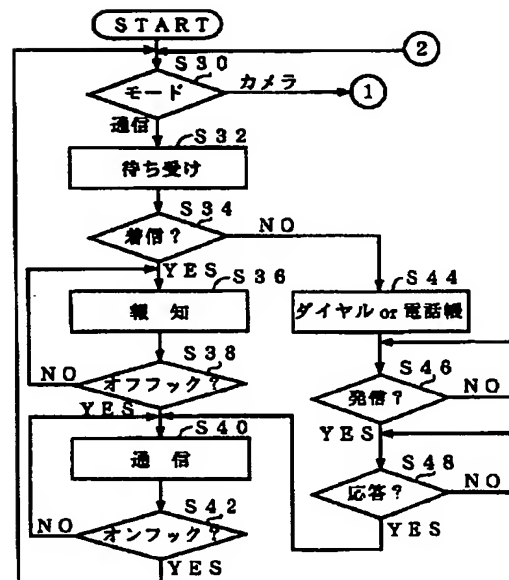 START
2
S30
モード
カメラ
1
通信
S32
待ち受け
S34
着信？
NO
YES
S36
報知
S44
ダイヤル or 電話帳
S38
オフフック？
NO
YES
S46
発信？
NO
YES
S40
通信
S48
応答？
NO
YES
S42
オンフック？
NO
YES